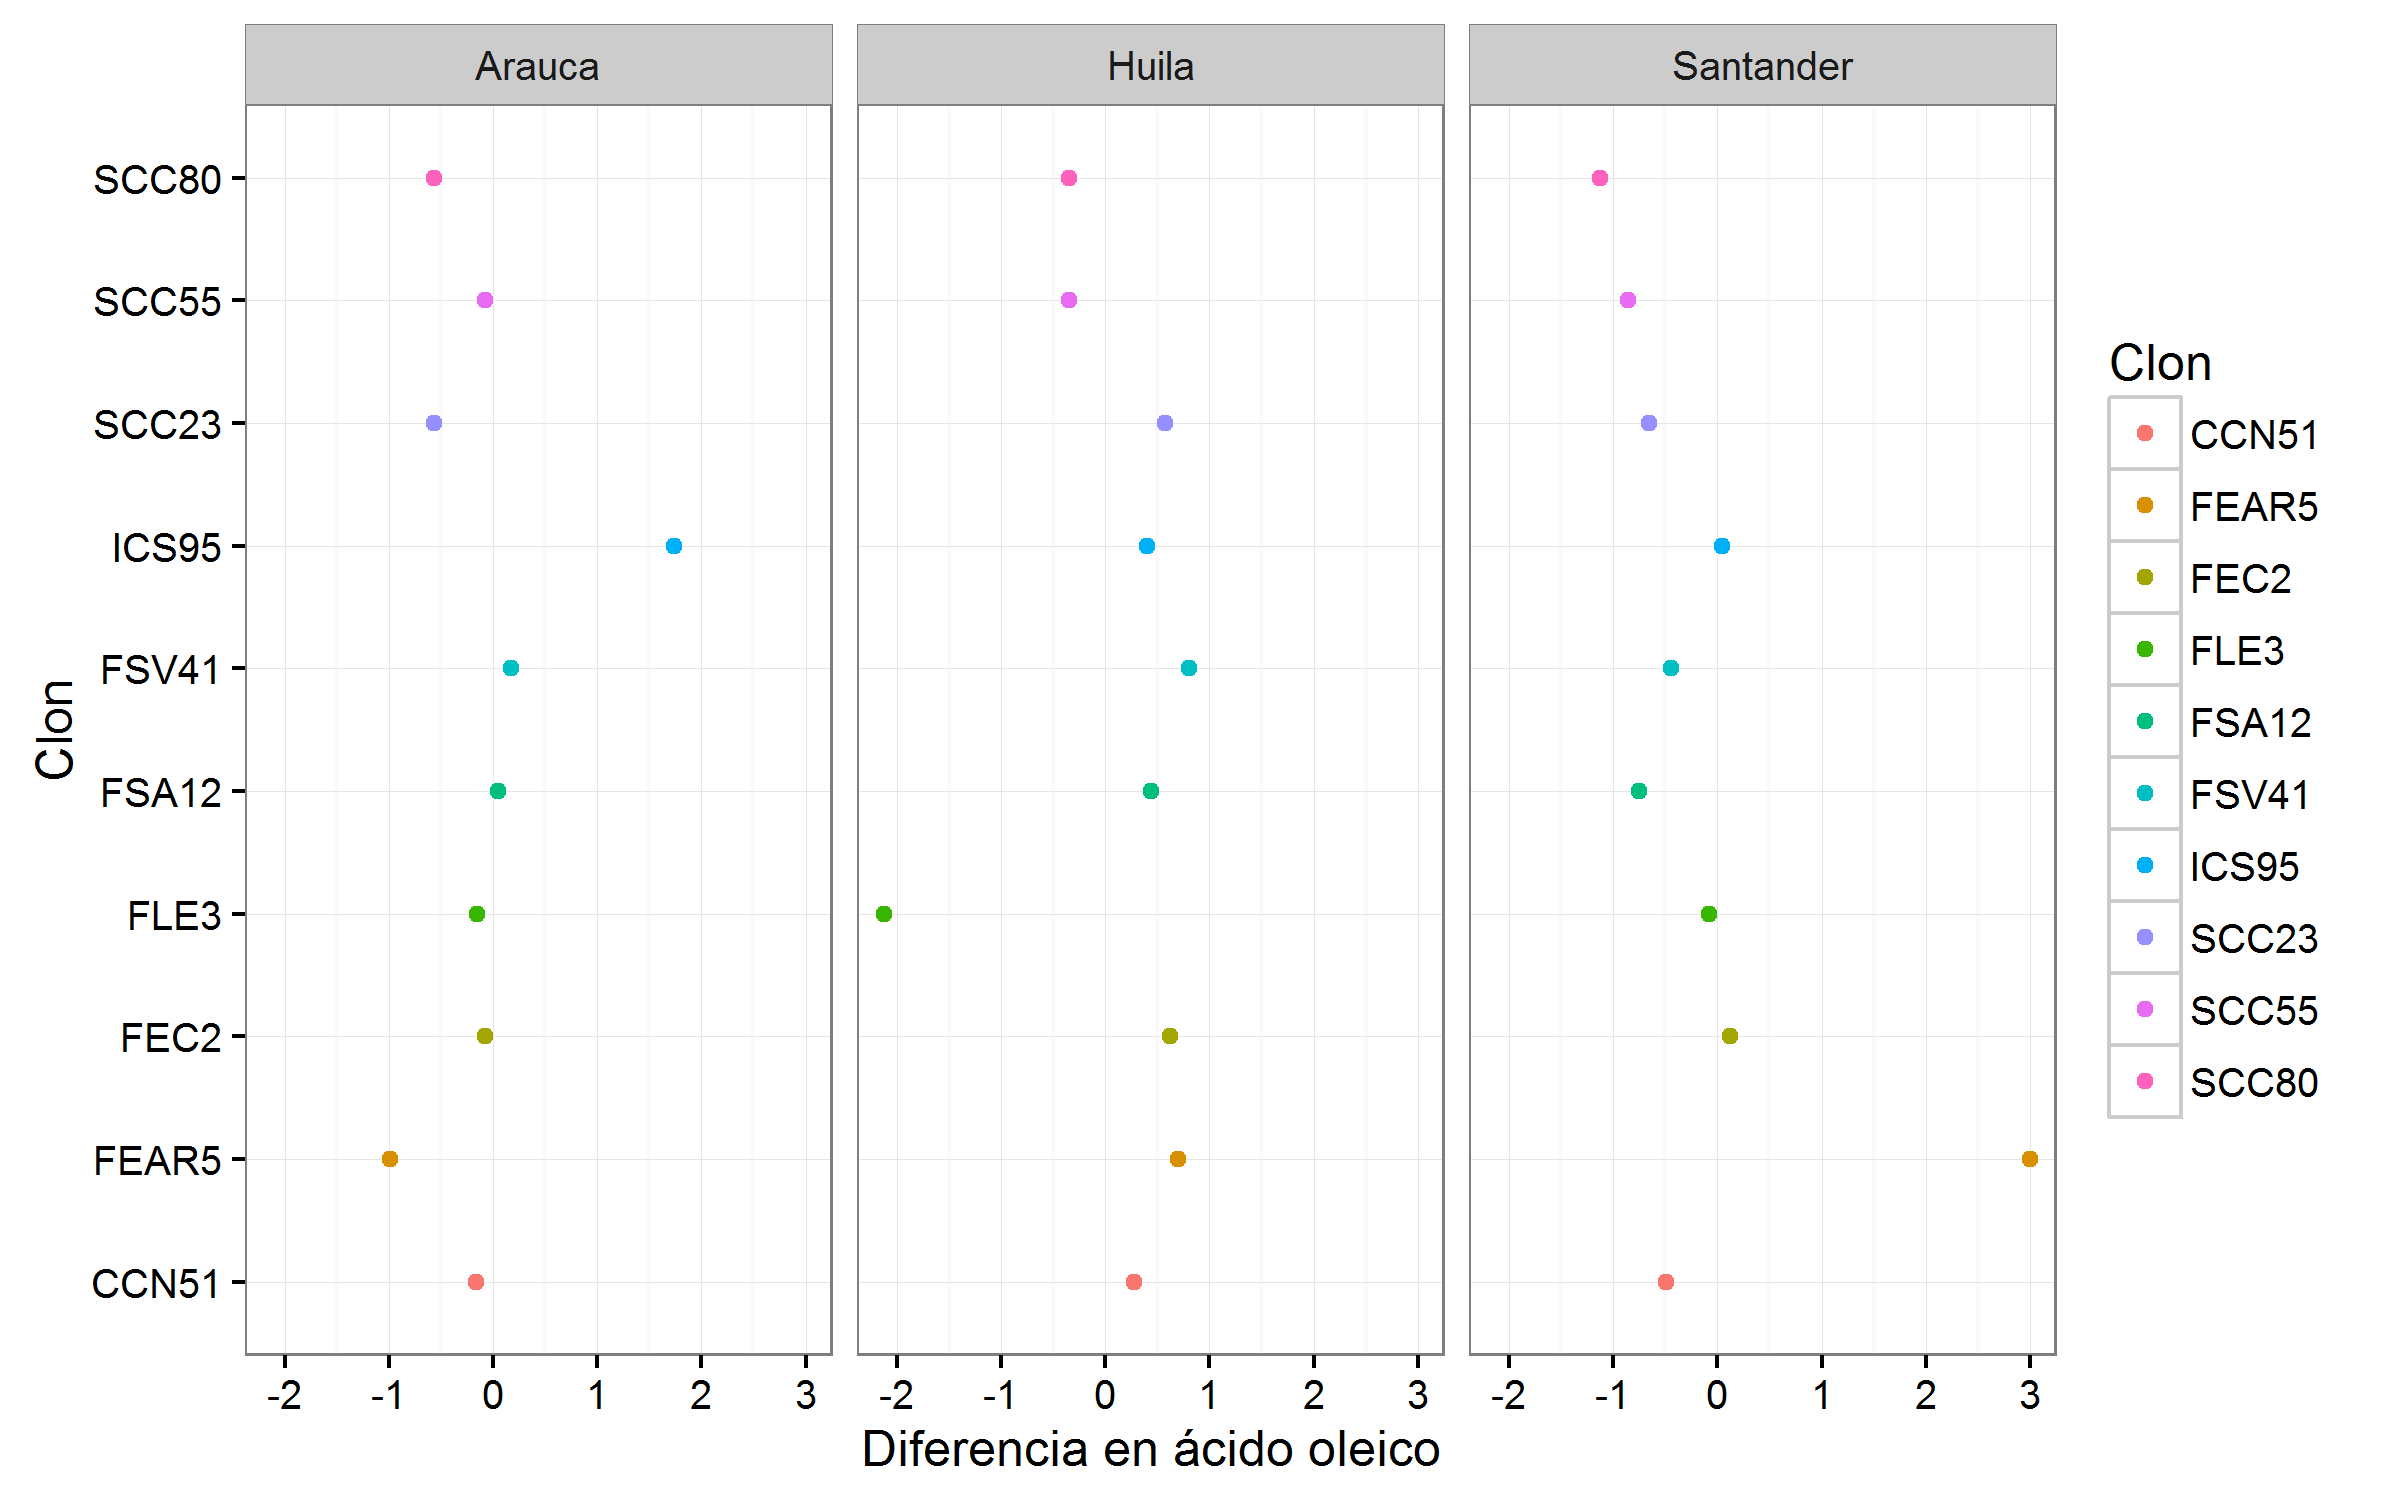 Arauca
Huila
Santander
Clon
SCC80
SCC55
SCC23
ICS95
FSV41
FSA12
FLE3
FEC2
FEAR5
CCN51
-2 -1 0 1 2 3
-2 -1 0 1 2 3
-2 -1 0 1 2 3
Diferencia en ácido oleico
Clon
CCN51
FEAR5
FEC2
FLE3
FSA12
FSV41
ICS95
SCC23
SCC55
SCC80